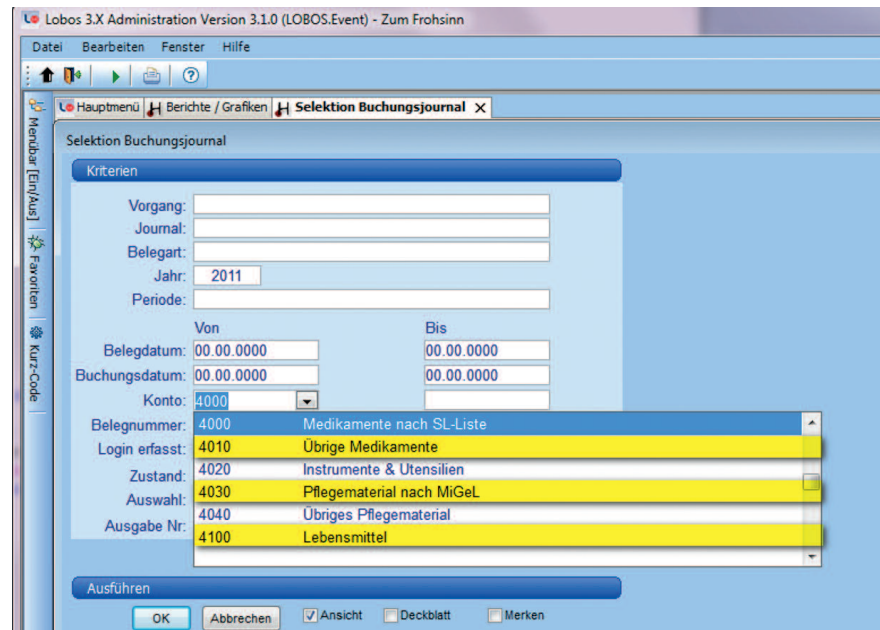 Lobos 3.X Administration Version 3.1.0 (LOBOS.Event) - Zum Frohsinn
Datei Bearbeiten Fenster Hilfe
Hauptmenü Berichte / Grafiken Selektion Buchungsjournal X
Menübar [Ein/Aus]
Favoriten
Kurz-Code
Selektion Buchungsjournal
Kriterien
Vorgang:
Journal:
Belegart:
Jahr: 2011
Periode:
Von Bis
Belegdatum: 00.00.0000 00.00.0000
Buchungsdatum: 00.00.0000 00.00.0000
Konto: 4000
Belegnummer: 4000 Medikamente nach SL-Liste
Login erfasst: 4010 Übrige Medikamente
Zustand: 4020 Instrumente & Utensilien
Auswahl: 4030 Pflegematerial nach MiGeL
4040 Übriges Pflegematerial
Ausgabe Nr: 4100 Lebensmittel
Ausführen
OK Abbrechen Ansicht Deckblatt Merken